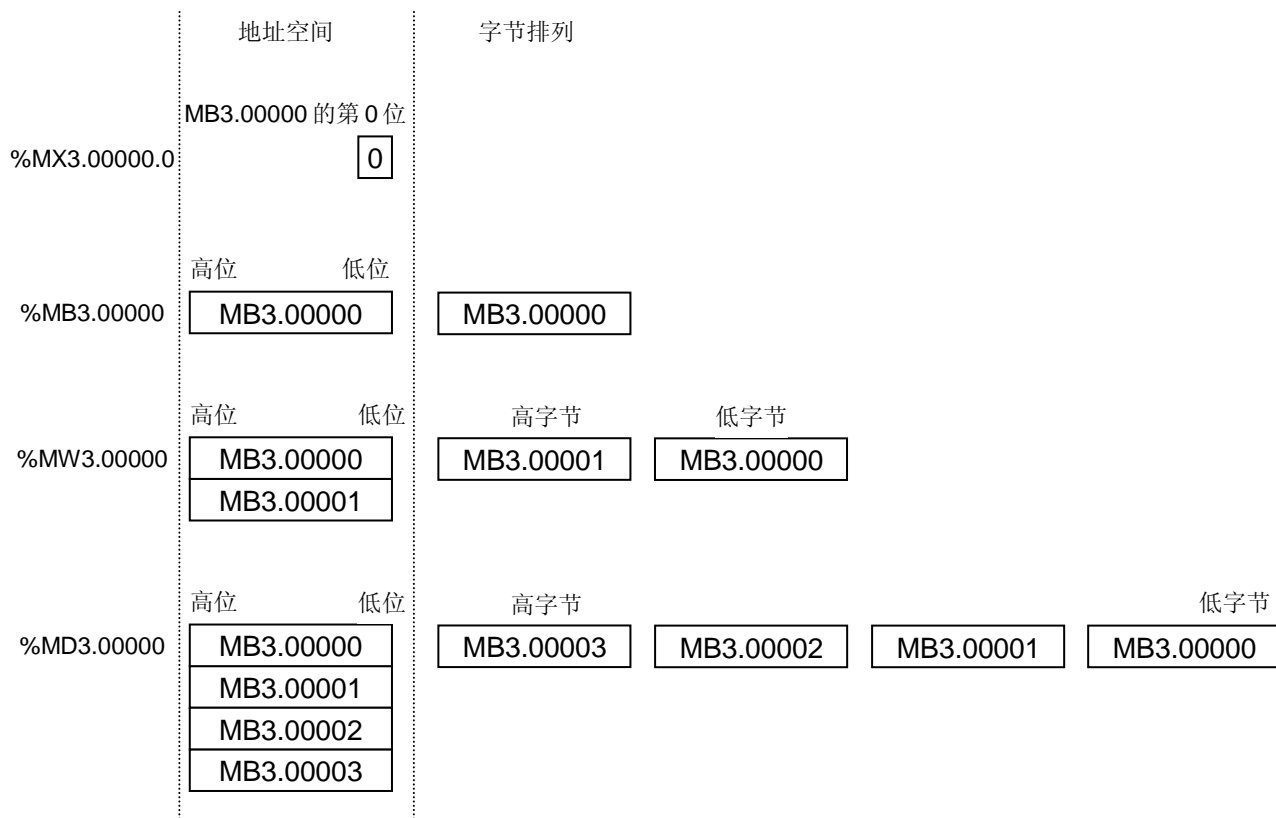 地址空间 字节排列
MB3.00000 的第 0 位
%MX3.00000.0 0
高位 低位
%MB3.00000 MB3.00000 MB3.00000
高位 低位 高字节 低字节
%MW3.00000 MB3.00000 MB3.00001 MB3.00000
MB3.00001
高位 低位 高字节 低字节
%MD3.00000 MB3.00000 MB3.00003 MB3.00002 MB3.00001 MB3.00000
MB3.00001
MB3.00002
MB3.00003